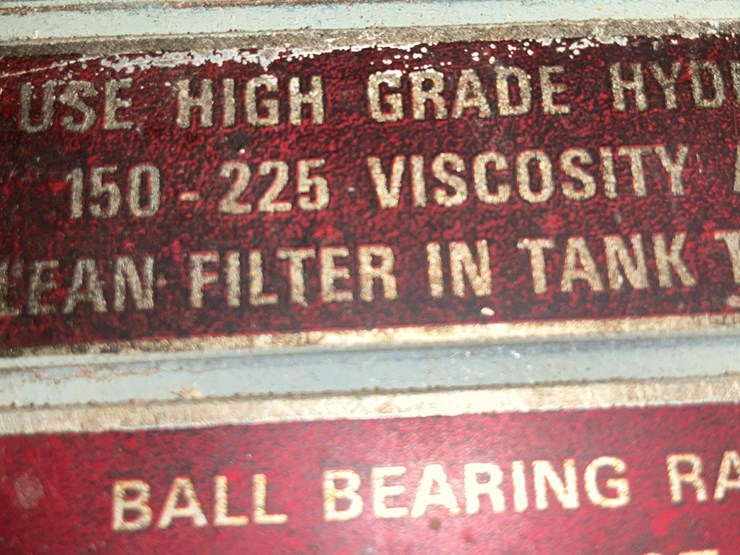 USE HIGH GRADE HYD
150 - 225 VISCOSITY
LEAN FILTER IN TANK
BALL BEARING RA